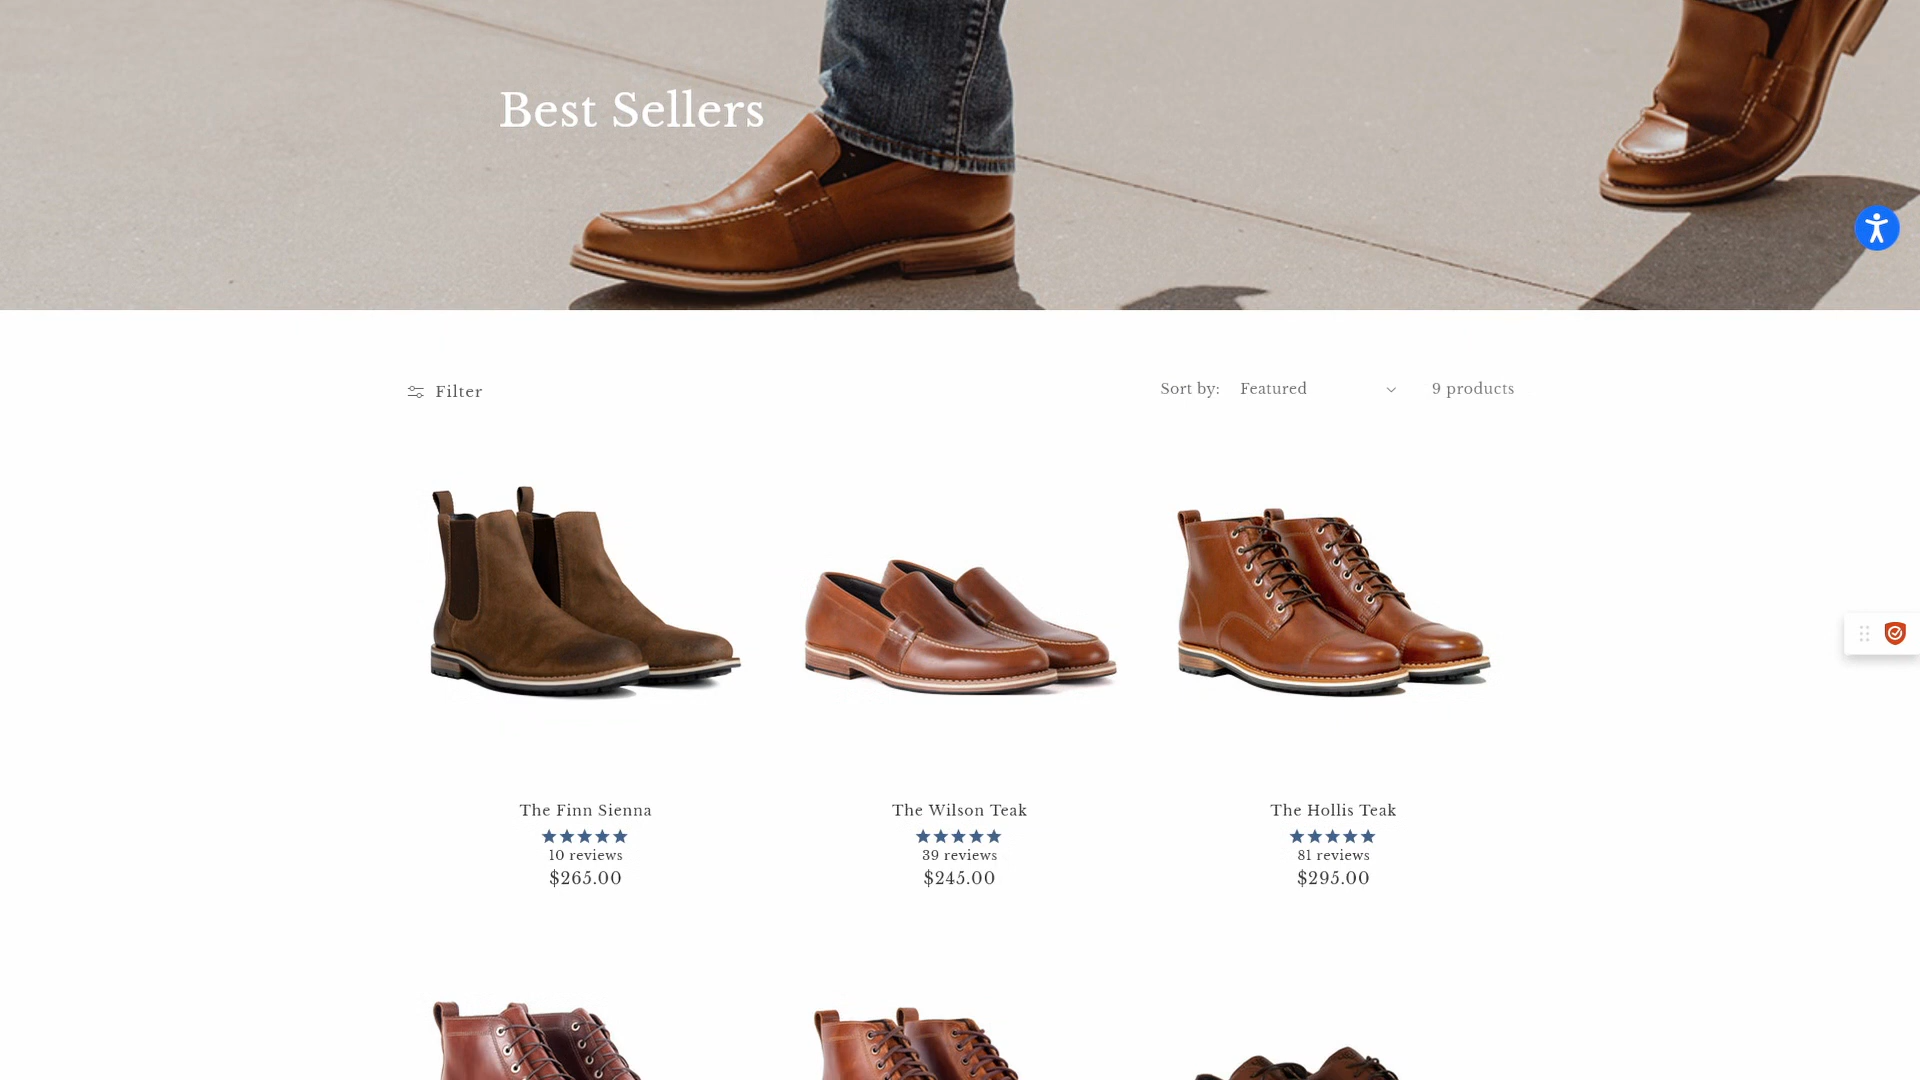 Best Sellers
Filter
Sort by: Featured 9 products
The Finn Sienna
10 reviews
$265.00
The Wilson Teak
39 reviews
$245.00
The Hollis Teak
81 reviews
$295.00